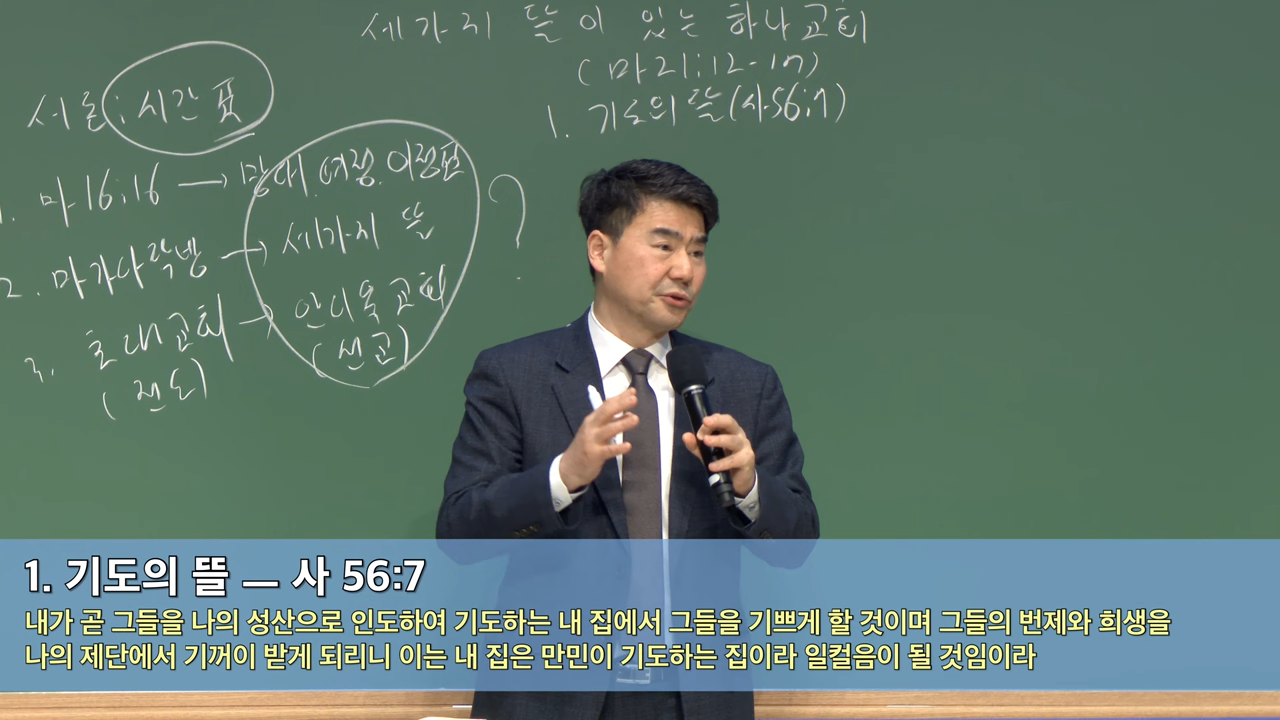 세가지 뜰이 있는 하나교회
(마21:12-17)
1. 기도의 뜰(사56:7)
서론: 시간표
1. 마16:16 → 망대.여정.이정표
2. 마가다락방 → 세가지 뜰 ?
3. 초대교회 → 안디옥교회
(전도) (선교)
1. 기도의 뜰 — 사 56:7
내가 곧 그들을 나의 성산으로 인도하여 기도하는 내 집에서 그들을 기쁘게 할 것이며 그들의 번제와 희생을
나의 제단에서 기꺼이 받게 되리니 이는 내 집은 만민이 기도하는 집이라 일컬음이 될 것임이라